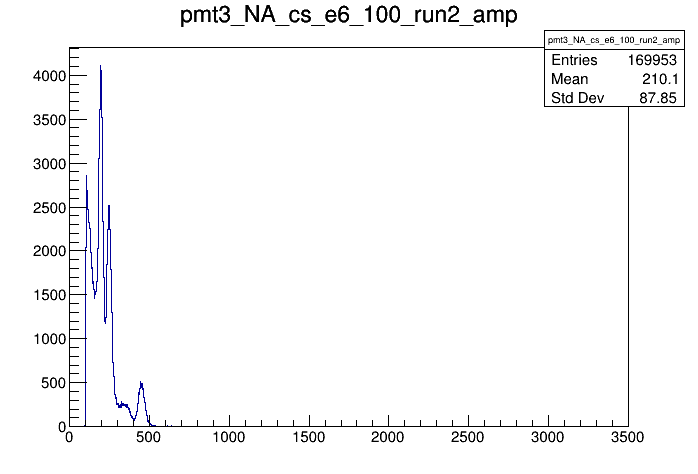 pmt3_NA_cs_e6_100_run2_amp
pmt3_NA_cs_e6_100_run2_amp
Entries 169953
Mean 210.1
Std Dev 87.85
4000
3500
3000
2500
2000
1500
1000
500
0
0 500 1000 1500 2000 2500 3000 3500